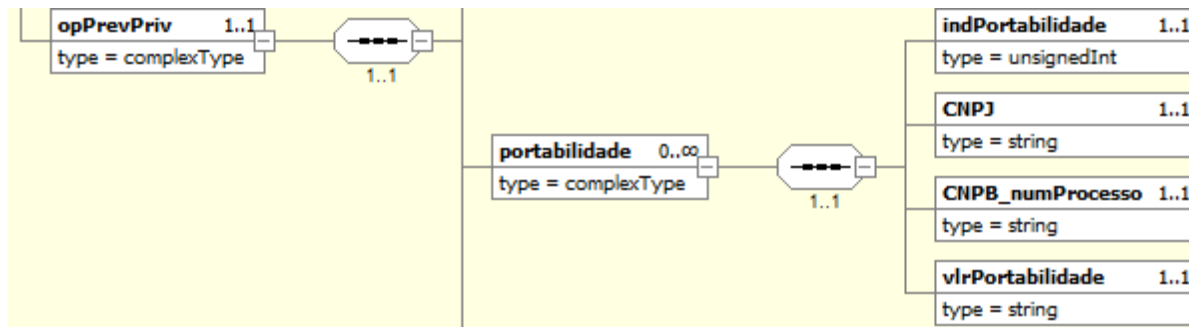 opPrevPriv 1..1
type = complexType
1..1
portabilidade 0..∞
type = complexType
1..1
indPortabilidade 1..1
type = unsignedInt
CNPJ 1..1
type = string
CNPB_numProcesso 1..1
type = string
vlrPortabilidade 1..1
type = string